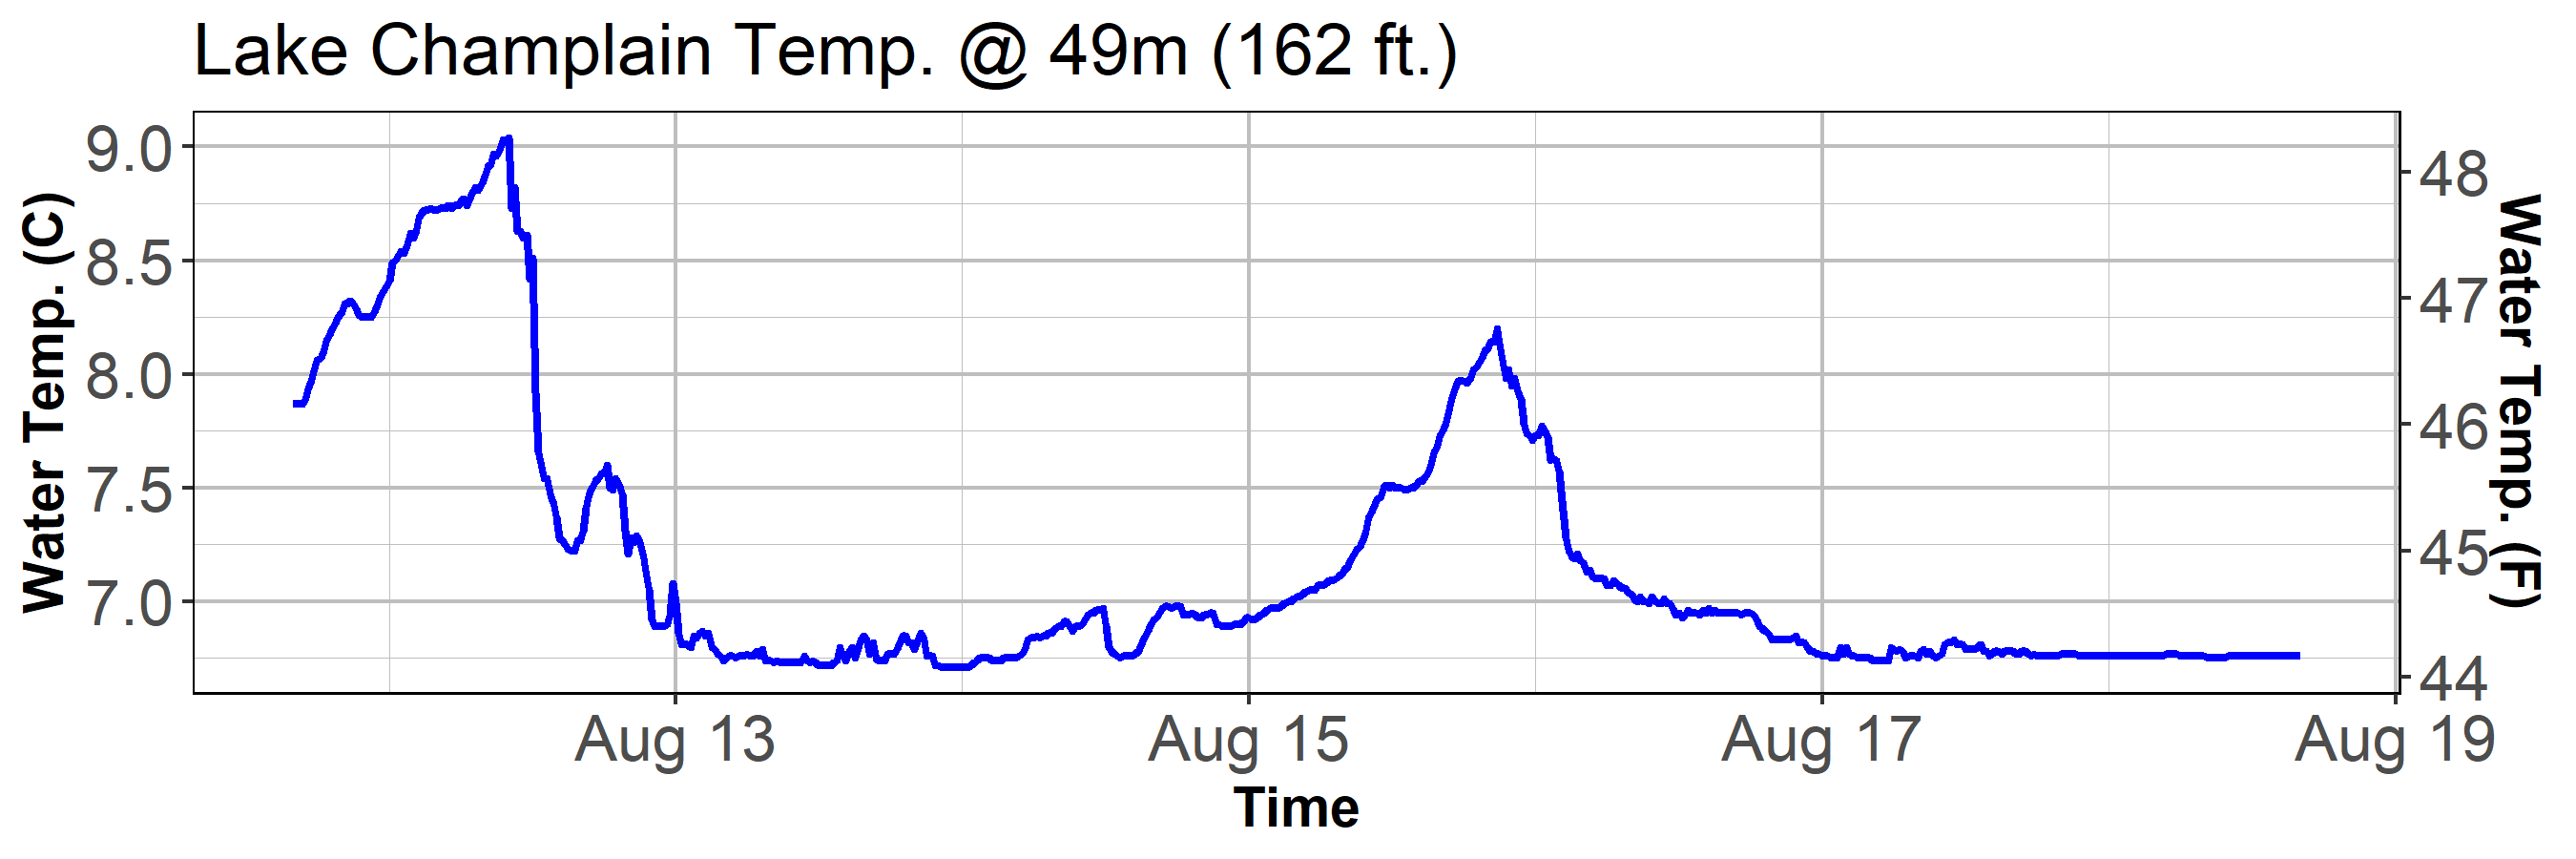 Lake Champlain Temp. @ 49m (162 ft.)
Water Temp. (C)
9.0
8.5
8.0
7.5
7.0
48
47
46
45
44
Water Temp. (F)
Aug 13 Aug 15 Aug 17 Aug 19
Time